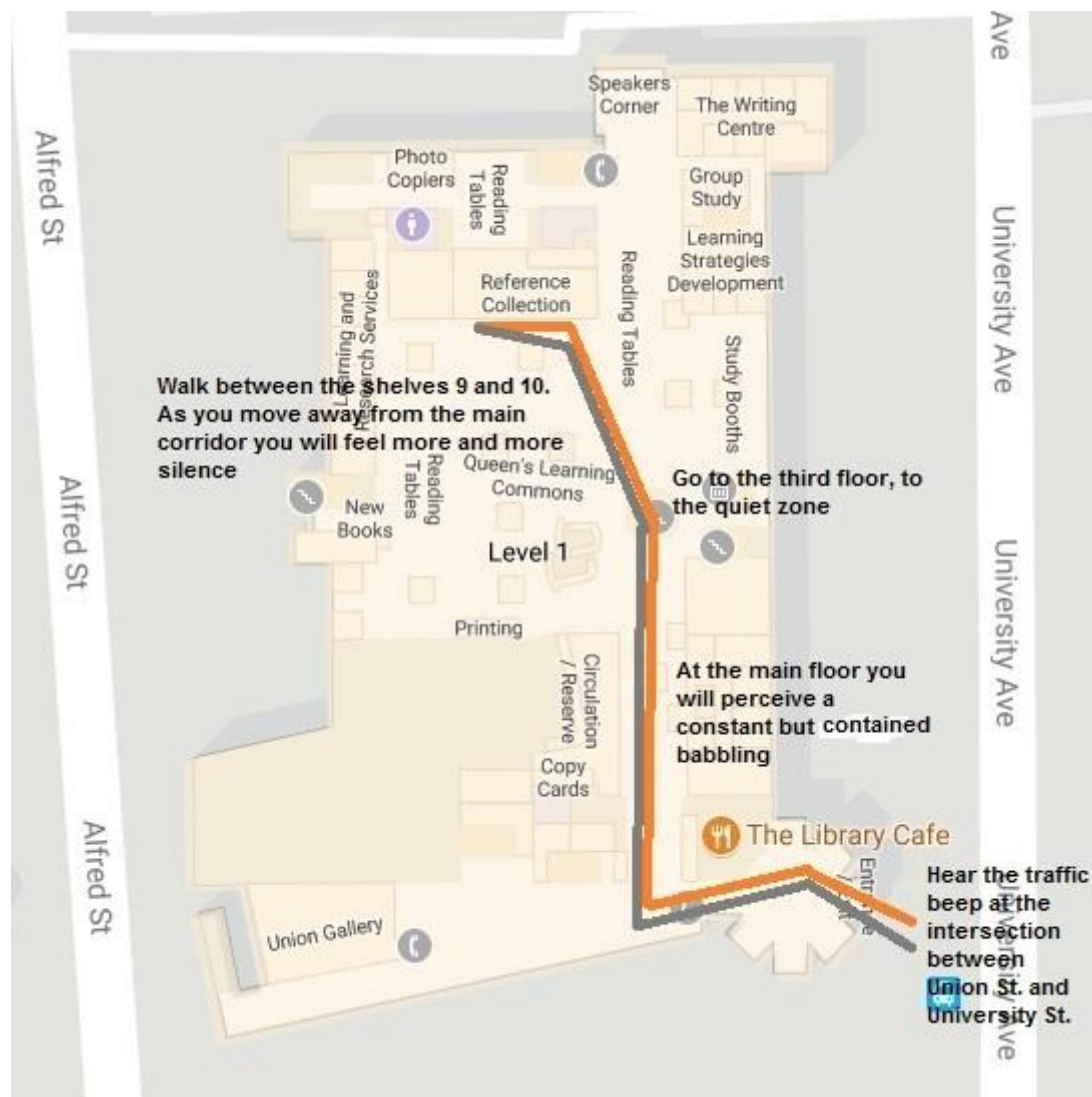 Ave
Speakers
Corner
The Writing
Centre
Alfred St
Photo
Copiers
Reading
Tables
Group
Study
University Ave
Learning
Strategies
Development
Reference
Collection
Reading Tables
Learning and
Research Services
Study Booths
Walk between the shelves 9 and 10.
As you move away from the main
corridor you will feel more and more
silence
Queen's Learning
Commons
Reading
Tables
Go to the third floor, to
the quiet zone
Alfred St
New
Books
Level 1
University Ave
Printing
Circulation
/ Reserve
At the main floor you
will perceive a
constant but contained
babbling
Copy
Cards
The Library Cafe
Alfred St
Entrance
Hear the traffic
beep at the
intersection
between
Union St. and
University St.
University Ave
Union Gallery